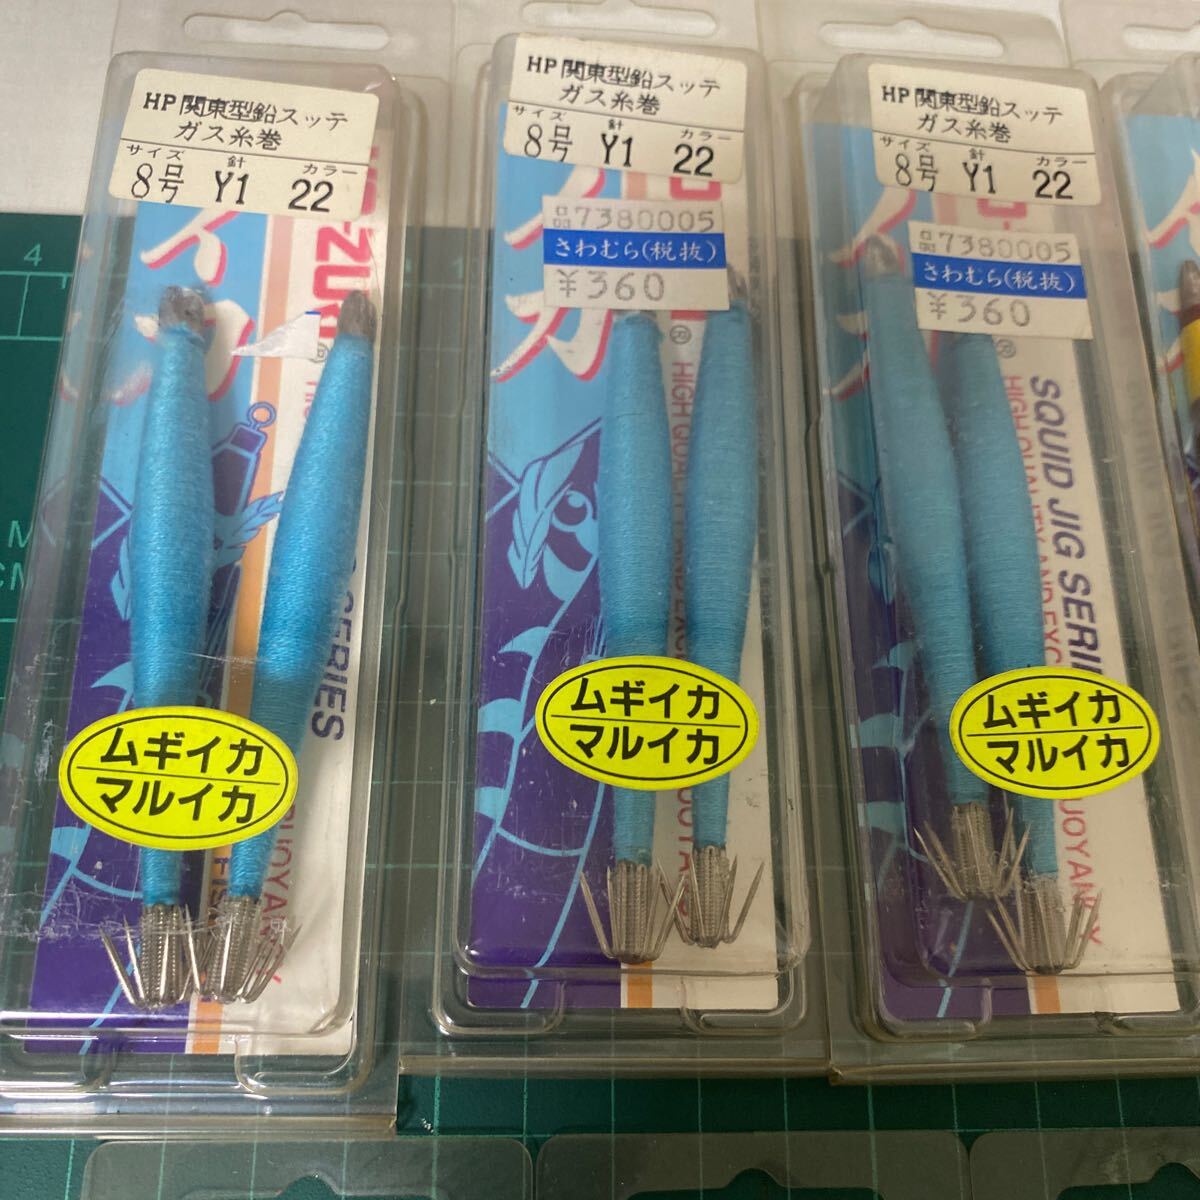 HP関東型鉛スッテ
ガス糸巻
サイズ 針 カラー
8号 Y1 22
イカ
SERIES
ムギイカ
マルイカ
HP関東型鉛スッテ
ガス糸巻
サイズ 針 カラー
8号 Y1 22
品7380005
さわむら(税抜)
¥360
イカ
ムギイカ
マルイカ
HP関東型鉛スッテ
ガス糸巻
サイズ 針 カラー
8号 Y1 22
品7380005
さわむら(税抜)
¥360
SQUID JIG SERI
HIGH QUALITY AND EXC
ムギイカ
マルイカ
4